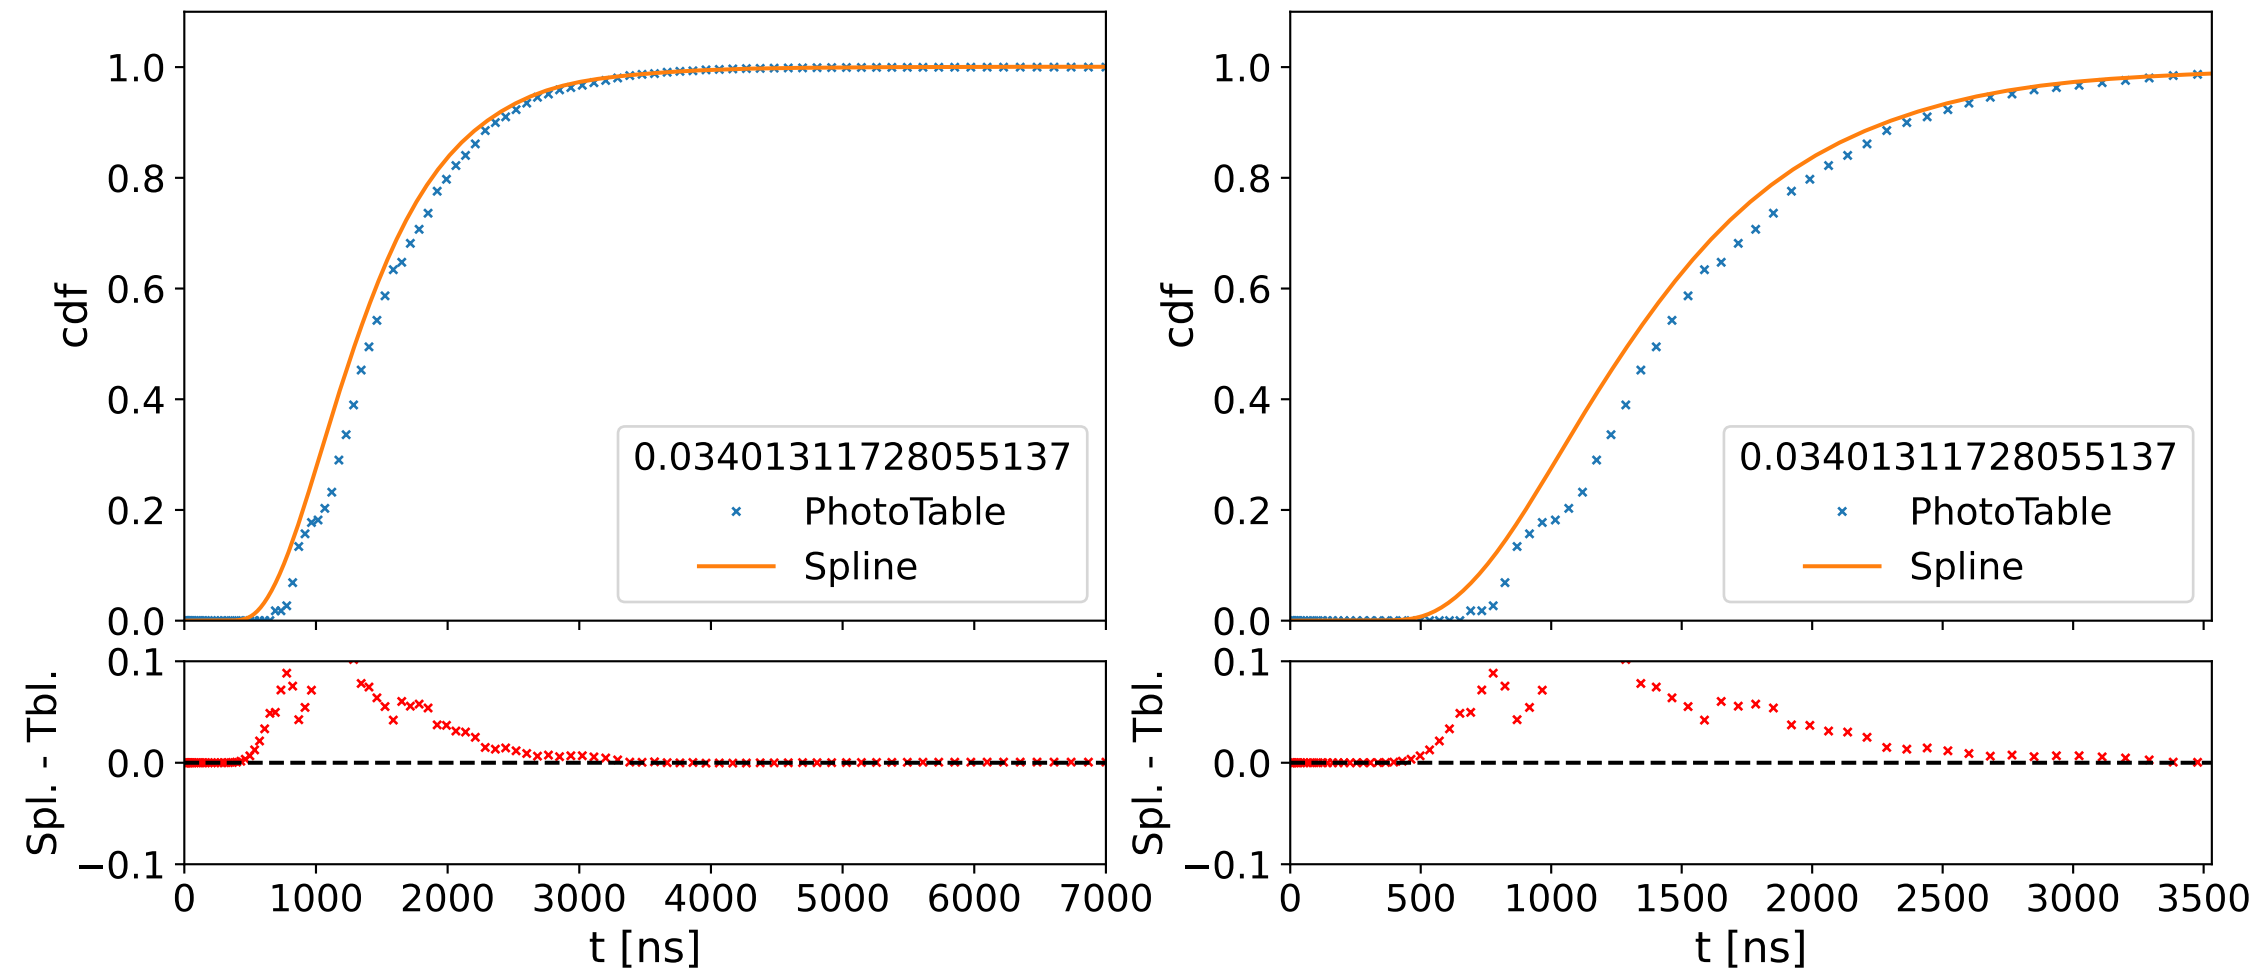 1.0
0.8
0.6
0.4
0.2
0.0
cdf
0.03401311728055137
PhotoTable
Spline
0.1
0.0
−0.1
Spl. - Tbl.
0 1000 2000 3000 4000 5000 6000 7000
t [ns]
1.0
0.8
0.6
0.4
0.2
0.0
cdf
0.03401311728055137
PhotoTable
Spline
0.1
0.0
−0.1
Spl. - Tbl.
0 500 1000 1500 2000 2500 3000 3500
t [ns]